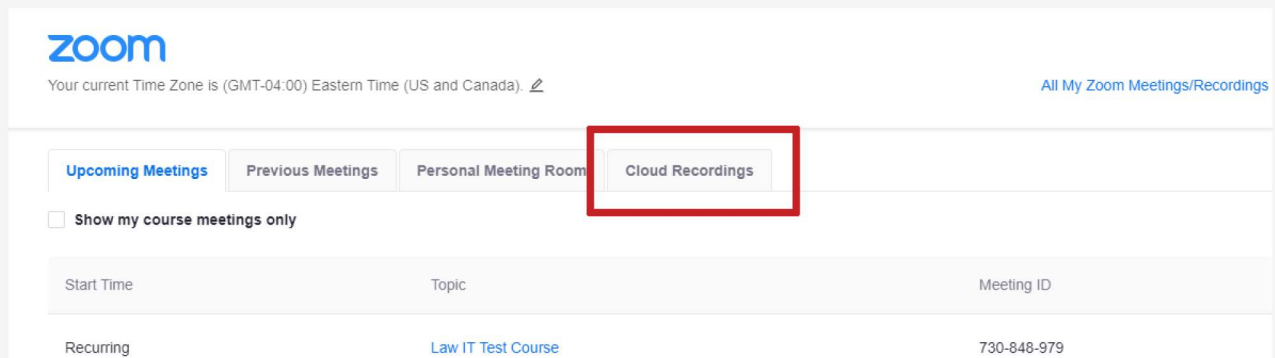 zoom
Your current Time Zone is (GMT-04:00) Eastern Time (US and Canada).
All My Zoom Meetings/Recordings
Upcoming Meetings Previous Meetings Personal Meeting Room Cloud Recordings
Show my course meetings only
Start Time Topic Meeting ID
Recurring Law IT Test Course 730-848-979